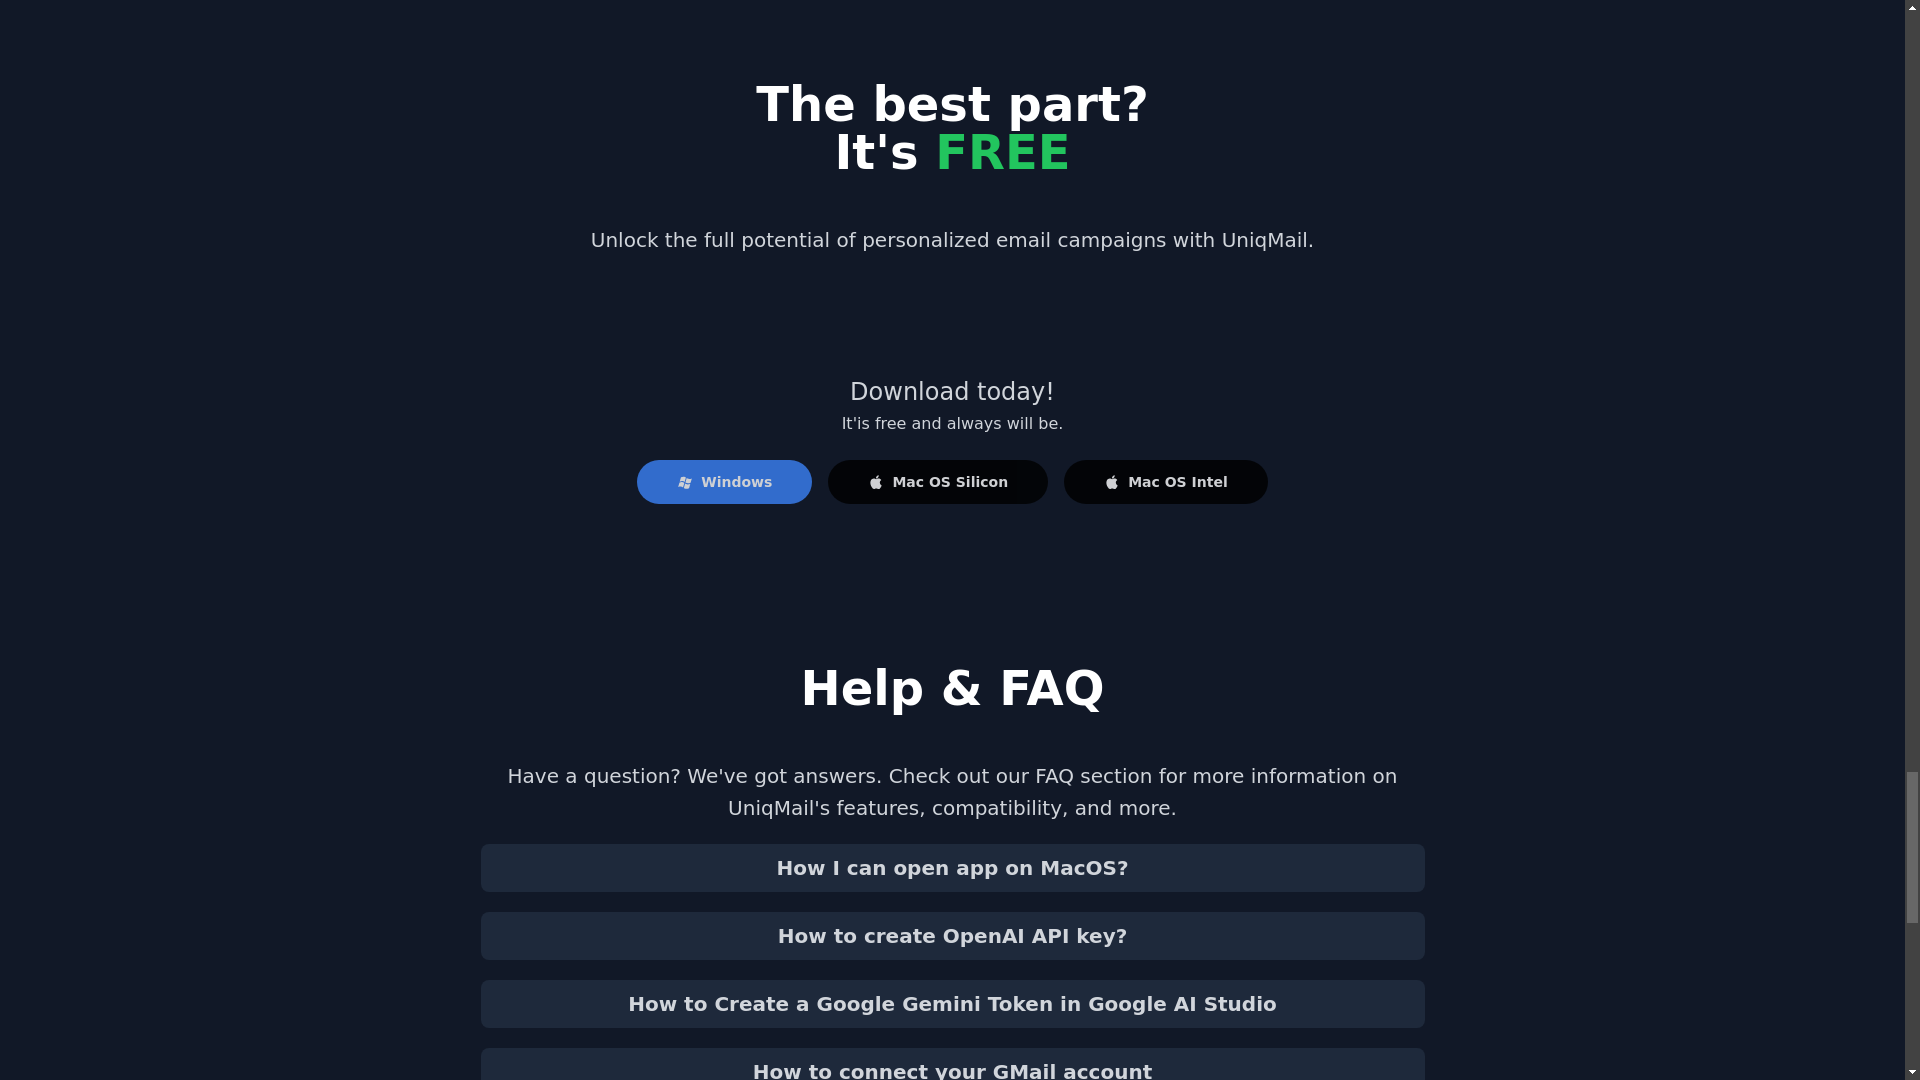 The best part?
It's FREE
Unlock the full potential of personalized email campaigns with UniqMail.
Download today!
It'is free and always will be.
Windows
Mac OS Silicon
Mac OS Intel
Help & FAQ
Have a question? We've got answers. Check out our FAQ section for more information on
UniqMail's features, compatibility, and more.
How I can open app on MacOS?
How to create OpenAI API key?
How to Create a Google Gemini Token in Google AI Studio
How to connect your GMail account